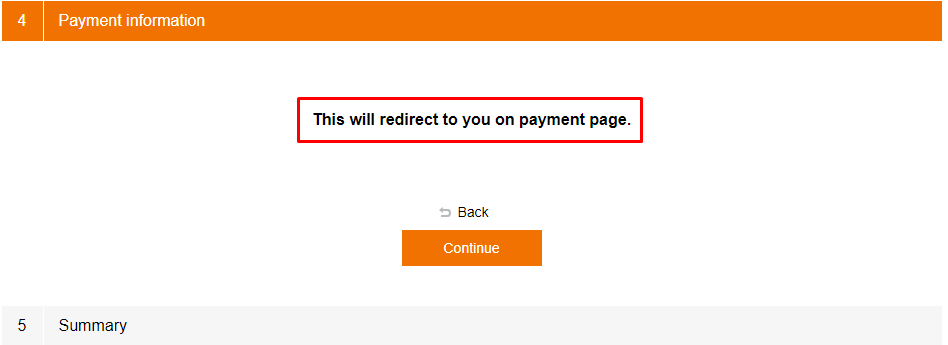 4 Payment information
This will redirect to you on payment page.
Back
Continue
5 Summary